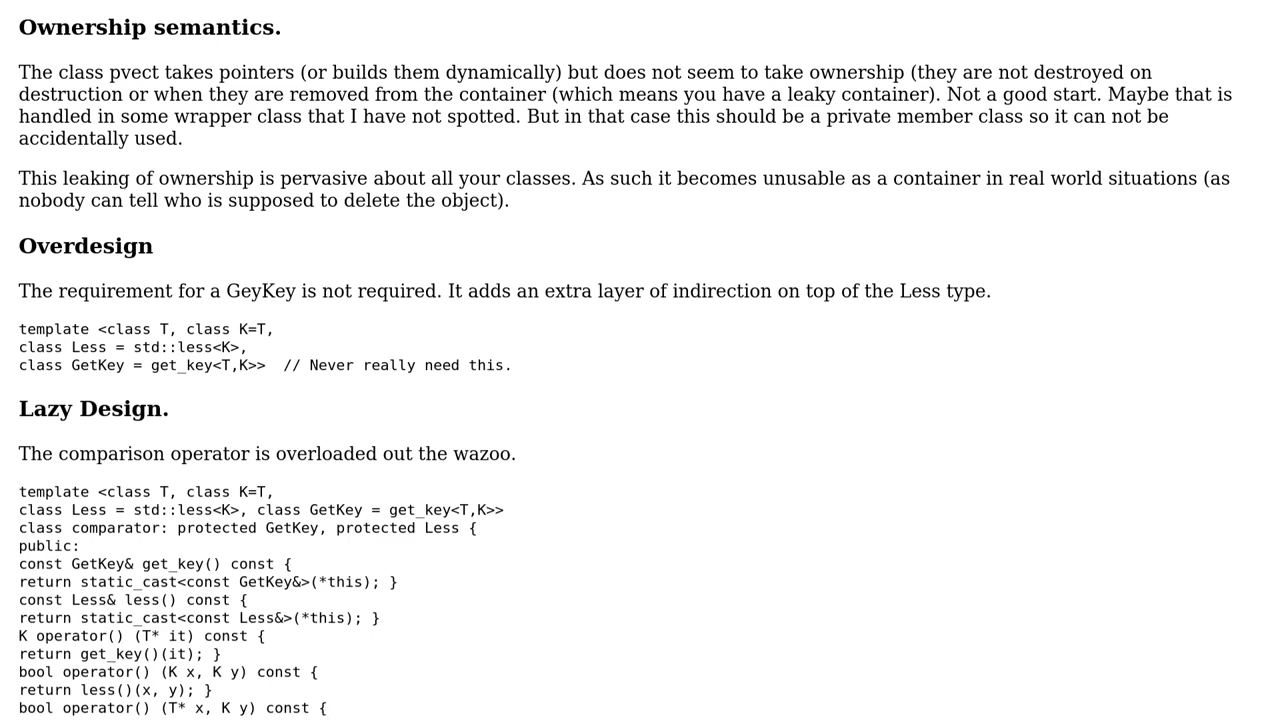 Ownership semantics.
The class pvect takes pointers (or builds them dynamically) but does not seem to take ownership (they are not destroyed on
destruction or when they are removed from the container (which means you have a leaky container). Not a good start. Maybe that is
handled in some wrapper class that I have not spotted. But in that case this should be a private member class so it can not be
accidentally used.
This leaking of ownership is pervasive about all your classes. As such it becomes unusable as a container in real world situations (as
nobody can tell who is supposed to delete the object).
Overdesign
The requirement for a GeyKey is not required. It adds an extra layer of indirection on top of the Less type.
template <class T, class K=T,
class Less = std::less<K>,
class GetKey = get_key<T,K>>  // Never really need this.
Lazy Design.
The comparison operator is overloaded out the wazoo.
template <class T, class K=T,
class Less = std::less<K>, class GetKey = get_key<T,K>>
class comparator: protected GetKey, protected Less {
public:
const GetKey& get_key() const {
return static_cast<const GetKey&>(*this); }
const Less& less() const {
return static_cast<const Less&>(*this); }
K operator() (T* it) const {
return get_key()(it); }
bool operator() (K x, K y) const {
return less()(x, y); }
bool operator() (T* x, K y) const {